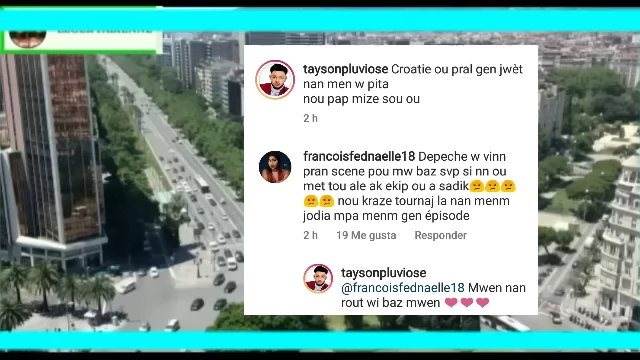 taysonpluviose Croatie ou pral gen jwèt
nan men w pita
nou pap mize sou ou
2 h
francoisfednaelle18 Depeche w vinn
pran scene pou mw baz svp si nn ou
met tou ale ak ekip ou a sadik😠😠😠
😠😠 nou kraze tournaj la nan menm
jodia mpa menm gen épisode
2 h 19 Me gusta Responder
taysonpluviose
@francoisfednaelle18 Mwen nan
rout wi baz mwen ❤❤❤